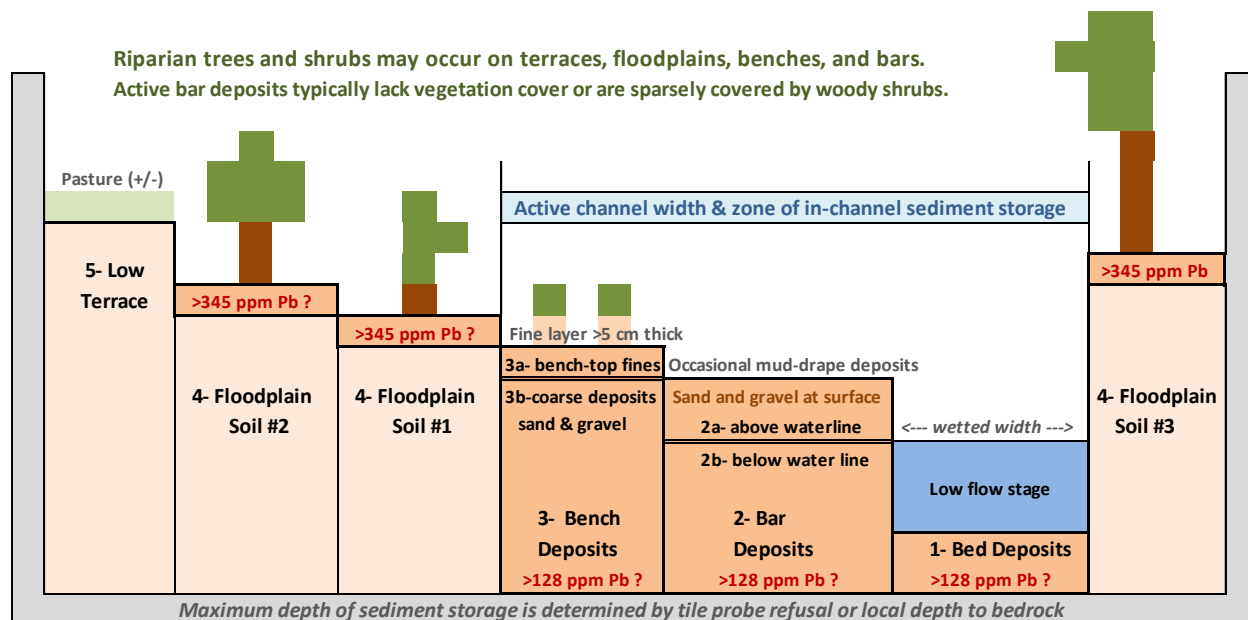 Riparian trees and shrubs may occur on terraces, floodplains, benches, and bars.
Active bar deposits typically lack vegetation cover or are sparsely covered by woody shrubs.
Pasture (+/-)
Active channel width & zone of in-channel sediment storage
5- Low
Terrace
>345 ppm Pb ?
>345 ppm Pb ?
>345 ppm Pb
Fine layer >5 cm thick
3a- bench-top fines
Occasional mud-drape deposits
4- Floodplain
Soil #2
4- Floodplain
Soil #1
3b-coarse deposits
sand & gravel
Sand and gravel at surface
2a- above waterline
<--- wetted width --->
4- Floodplain
Soil #3
2b- below water line
Low flow stage
3- Bench
Deposits
>128 ppm Pb ?
2- Bar
Deposits
>128 ppm Pb ?
1- Bed Deposits
>128 ppm Pb ?
Maximum depth of sediment storage is determined by tile probe refusal or local depth to bedrock